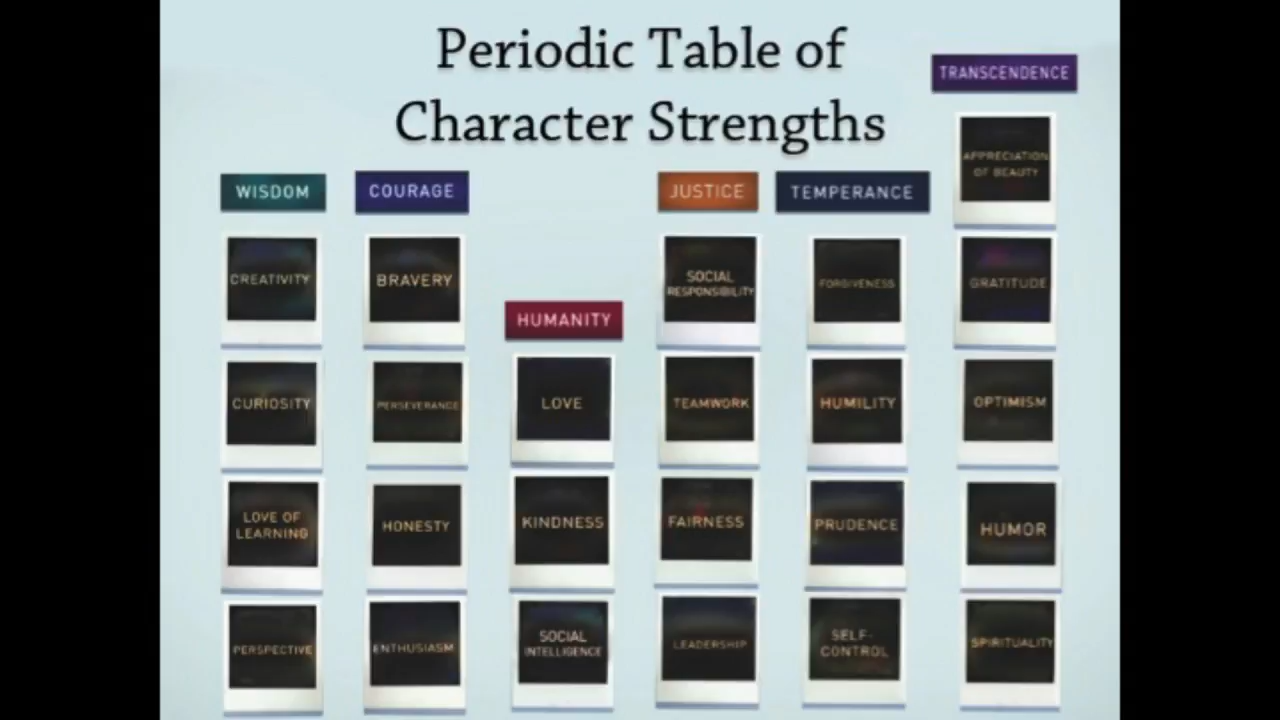 Periodic Table of
Character Strengths
WISDOM
CREATIVITY
CURIOSITY
LOVE OF
LEARNING
PERSPECTIVE
COURAGE
BRAVERY
PERSEVERANCE
HONESTY
ENTHUSIASM
HUMANITY
LOVE
KINDNESS
SOCIAL
INTELLIGENCE
JUSTICE
SOCIAL
RESPONSIBILITY
TEAMWORK
FAIRNESS
LEADERSHIP
TEMPERANCE
FORGIVENESS
HUMILITY
PRUDENCE
SELF-
CONTROL
TRANSCENDENCE
APPRECIATION
OF BEAUTY
GRATITUDE
OPTIMISM
HUMOR
SPIRITUALITY